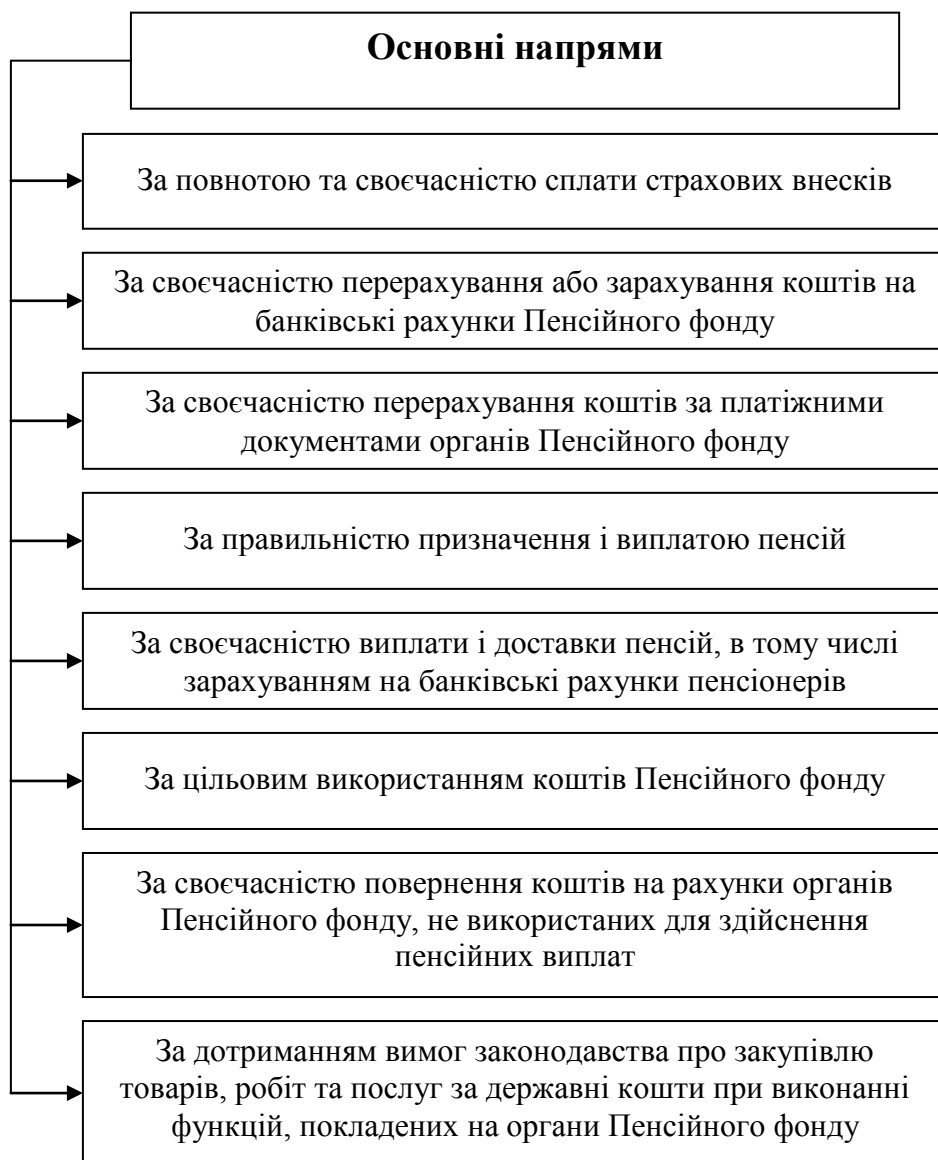 Основні напрями
За повнотою та своєчасністю сплати страхових внесків
За своєчасністю перерахування або зарахування коштів на
банківські рахунки Пенсійного фонду
За своєчасністю перерахування коштів за платіжними
документами органів Пенсійного фонду
За правильністю призначення і виплатою пенсій
За своєчасністю виплати і доставки пенсій, в тому числі
зарахуванням на банківські рахунки пенсіонерів
За цільовим використанням коштів Пенсійного фонду
За своєчасністю повернення коштів на рахунки органів
Пенсійного фонду, не використаних для здійснення
пенсійних виплат
За дотриманням вимог законодавства про закупівлю
товарів, робіт та послуг за державні кошти при виконанні
функцій, покладених на органи Пенсійного фонду